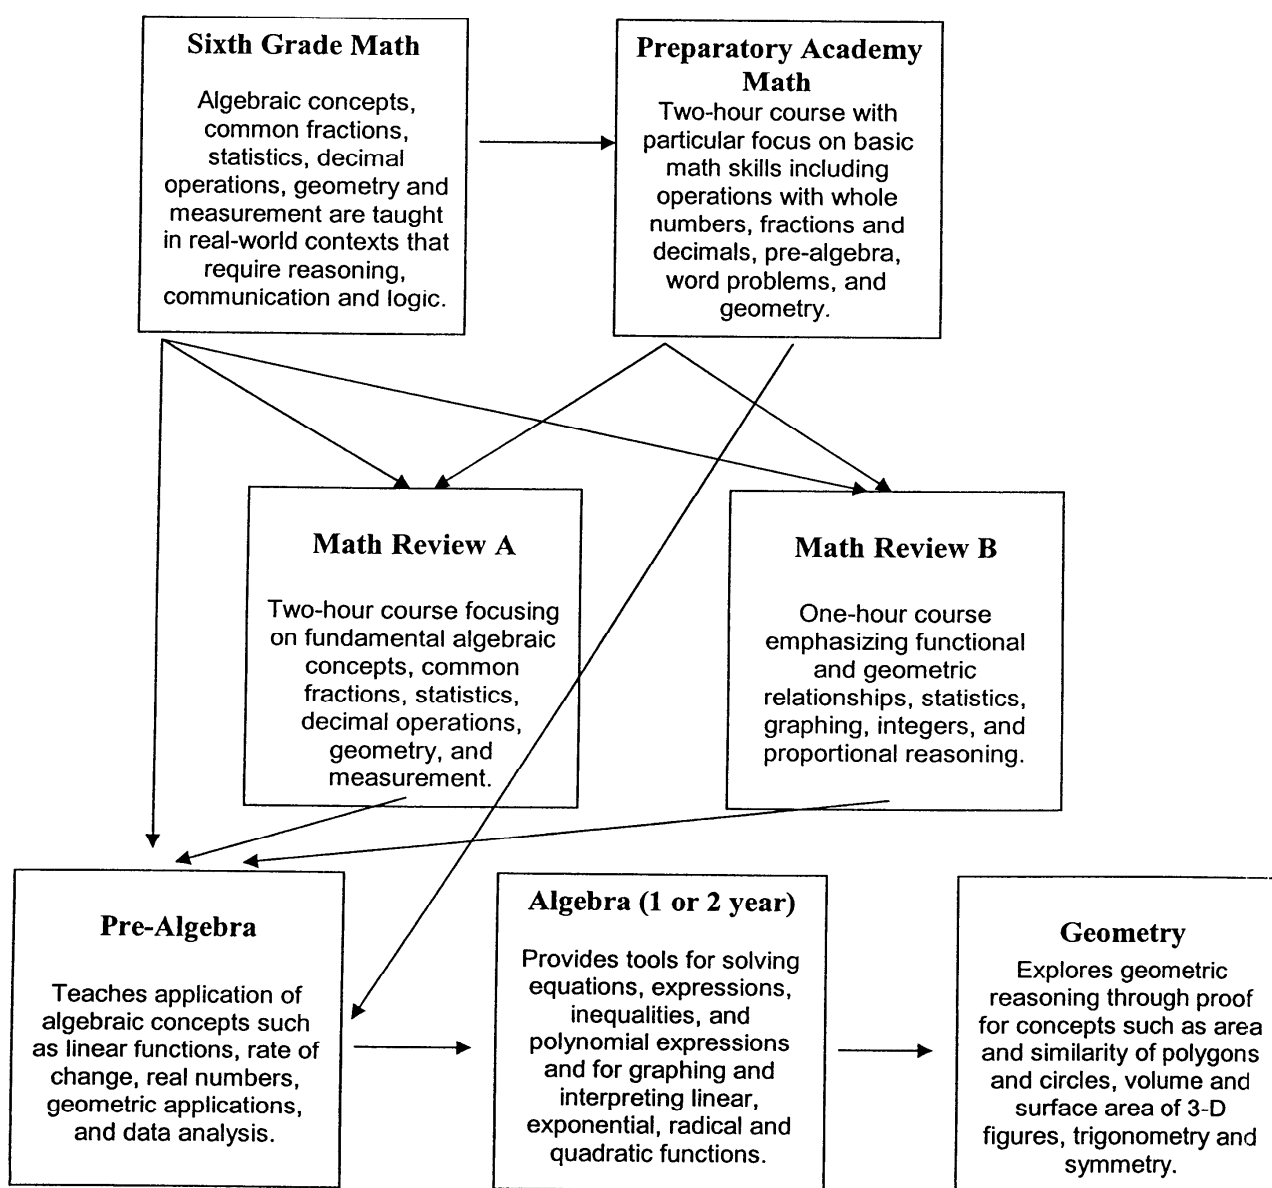 Sixth Grade Math
Algebraic concepts,
common fractions,
statistics, decimal
operations, geometry and
measurement are taught
in real-world contexts that
require reasoning,
communication and logic.
Preparatory Academy
Math
Two-hour course with
particular focus on basic
math skills including
operations with whole
numbers, fractions and
decimals, pre-algebra,
word problems, and
geometry.
Math Review A
Two-hour course focusing
on fundamental algebraic
concepts, common
fractions, statistics,
decimal operations,
geometry, and
measurement.
Math Review B
One-hour course
emphasizing functional
and geometric
relationships, statistics,
graphing, integers, and
proportional reasoning.
Pre-Algebra
Teaches application of
algebraic concepts such
as linear functions, rate of
change, real numbers,
geometric applications,
and data analysis.
Algebra (1 or 2 year)
Provides tools for solving
equations, expressions,
inequalities, and
polynomial expressions
and for graphing and
interpreting linear,
exponential, radical and
quadratic functions.
Geometry
Explores geometric
reasoning through proof
for concepts such as area
and similarity of polygons
and circles, volume and
surface area of 3-D
figures, trigonometry and
symmetry.